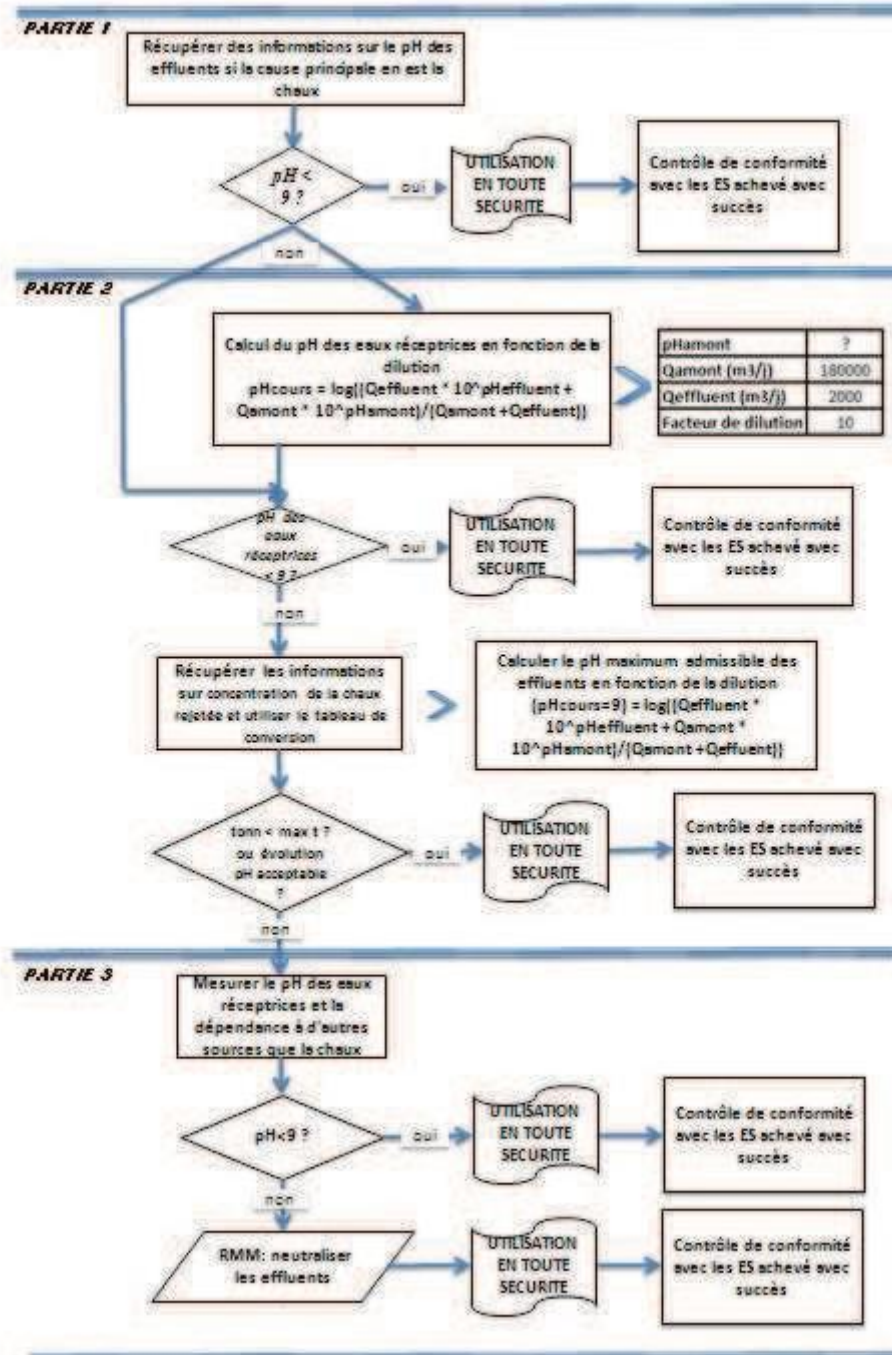 PARTIE 1
Récupérer des informations sur le pH des
effluents si la cause principale en est la
chaux
pH <
9 ?
oui
UTILISATION
EN TOUTE
SECURITE
Contrôle de conformité
avec les ES achevé avec
succès
non
PARTIE 2
Calcul du pH des eaux réceptrices en fonction de la
dilution
pHcours = log((Qeffluent * 10^pHeffluent +
Qamont * 10^pHamont)/(Qamont +Qeffuent))
pHamont ?
Qamont (m3/j) 180000
Qeffluent (m3/j) 2000
Facteur de dilution 10
pH des
eaux
réceptrices
< 9 ?
oui
UTILISATION
EN TOUTE
SECURITE
Contrôle de conformité
avec les ES achevé avec
succès
non
Récupérer les informations
sur concentration de la chaux
rejetée et utiliser le tableau de
conversion
Calculer le pH maximum admissible des
effluents en fonction de la dilution
(pHcours=9) = log((Qeffluent *
10^pHeffluent + Qamont *
10^pHamont)/(Qamont +Qeffuent))
tonn < max t ?
ou évolution
pH acceptable
?
oui
UTILISATION
EN TOUTE
SECURITE
Contrôle de conformité
avec les ES achevé avec
succès
non
PARTIE 3
Mesurer le pH des eaux
réceptrices et la
dépendance à d'autres
sources que la chaux
pH<9 ?
oui
UTILISATION
EN TOUTE
SECURITE
Contrôle de conformité
avec les ES achevé avec
succès
non
RMM: neutraliser
les effluents
UTILISATION
EN TOUTE
SECURITE
Contrôle de conformité
avec les ES achevé avec
succès